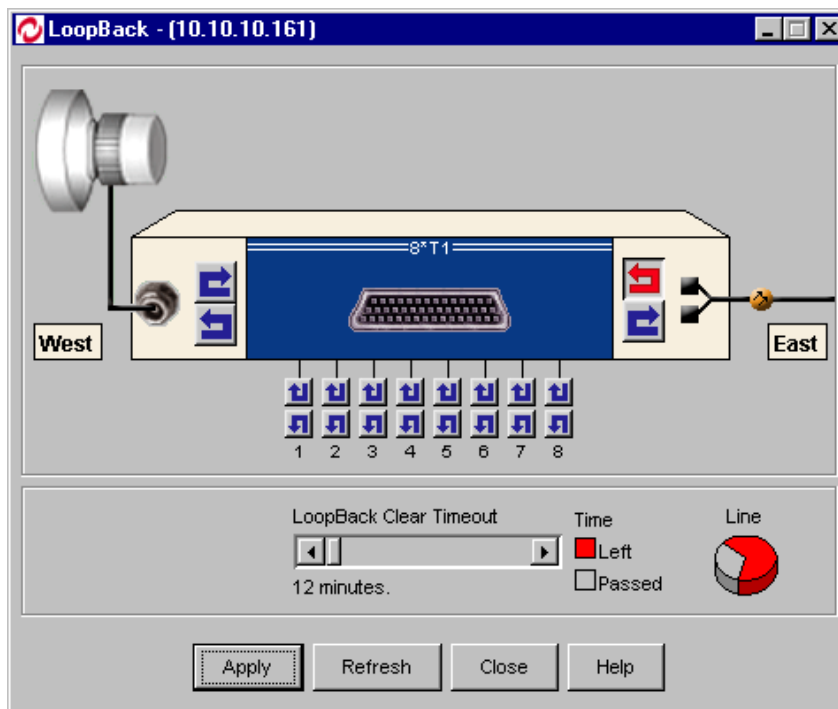 LoopBack - (10.10.10.161)
8*T1
West
East
1 2 3 4 5 6 7 8
LoopBack Clear Timeout
12 minutes.
Time
Left
Passed
Line
Apply Refresh Close Help